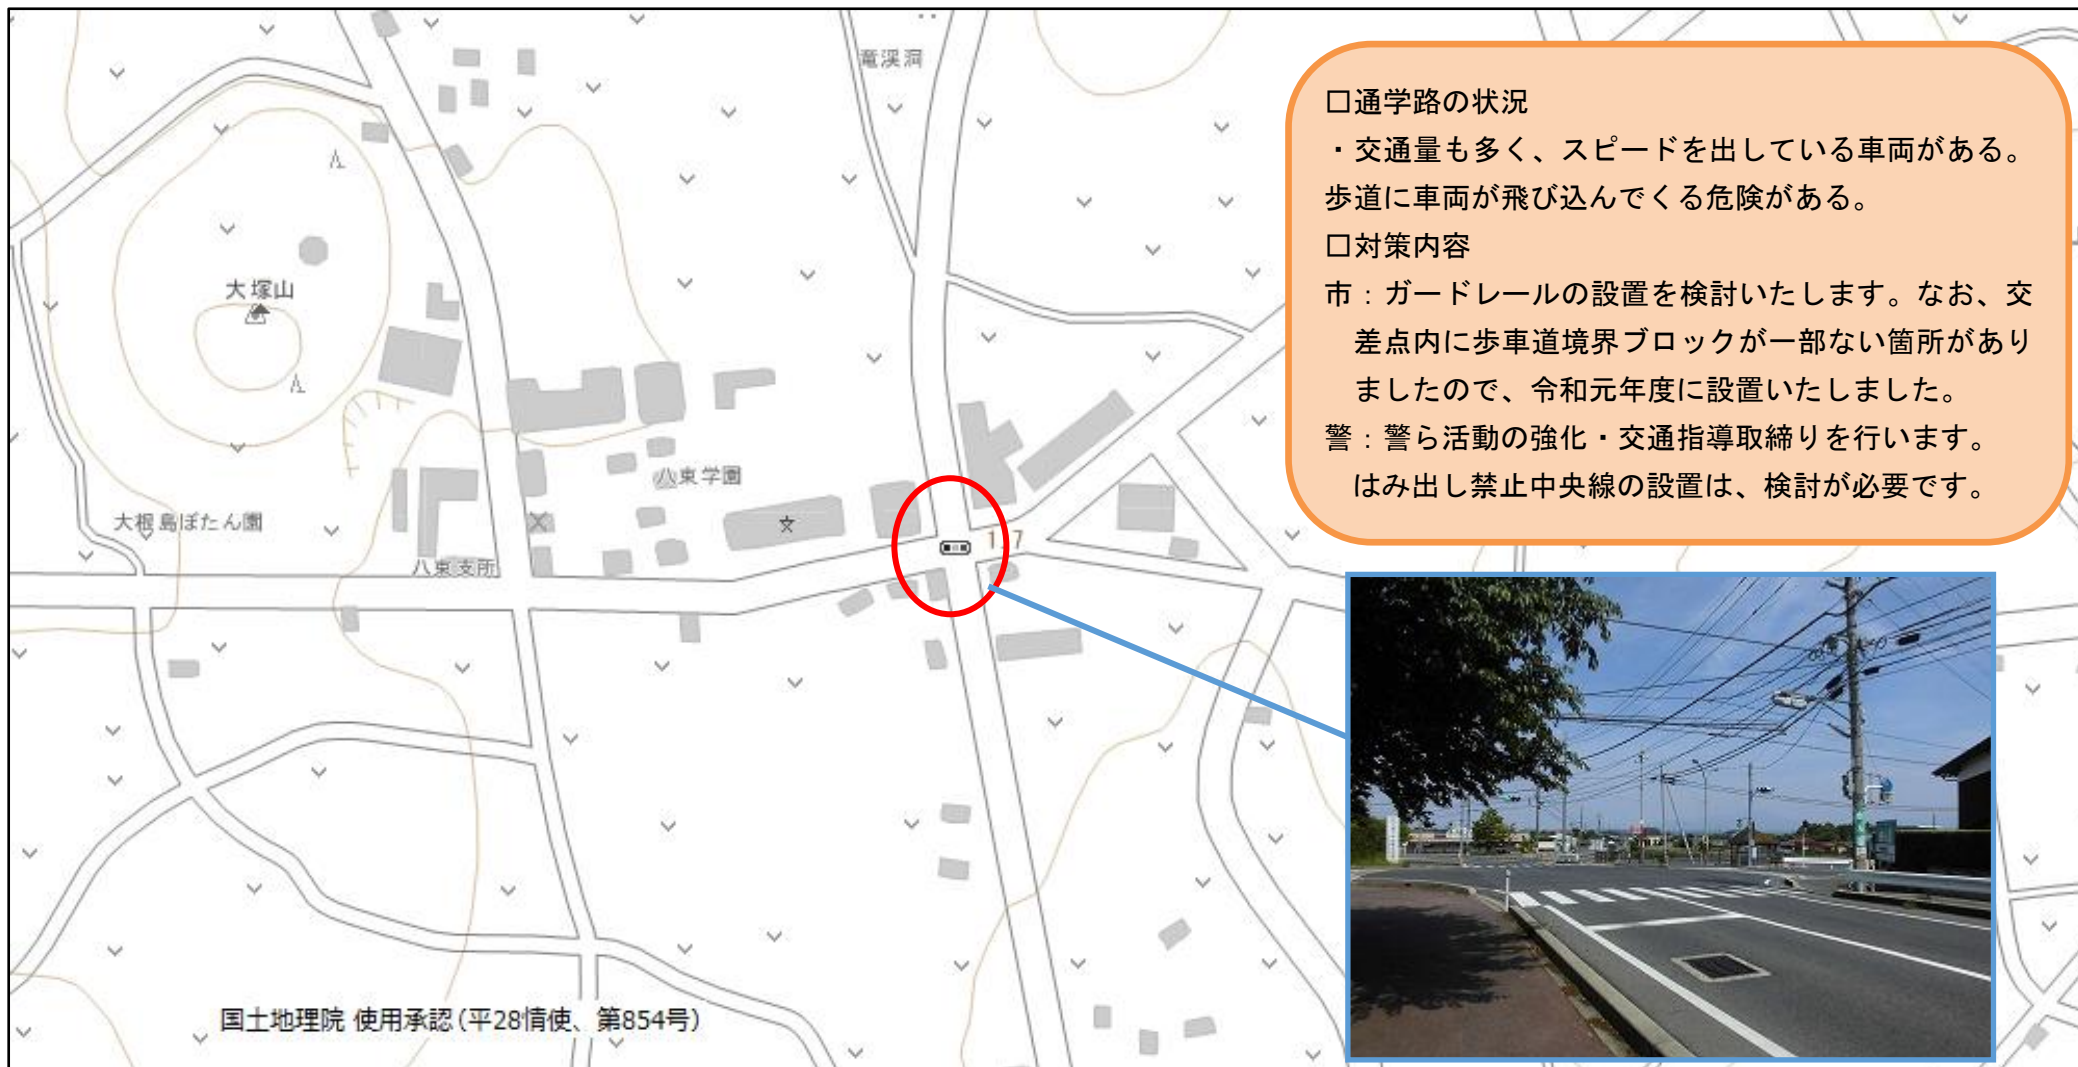 竜渓洞
大塚山
八束学園
大根島ぼたん園
八束支所
1.7
国土地理院 使用承認(平28情使、第854号)
□通学路の状況
・交通量も多く、スピードを出している車両がある。
歩道に車両が飛び込んでくる危険がある。
□対策内容
市：ガードレールの設置を検討いたします。なお、交
差点内に歩車道境界ブロックが一部ない箇所があり
ましたので、令和元年度に設置いたしました。
警：警ら活動の強化・交通指導取締りを行います。
はみ出し禁止中央線の設置は、検討が必要です。